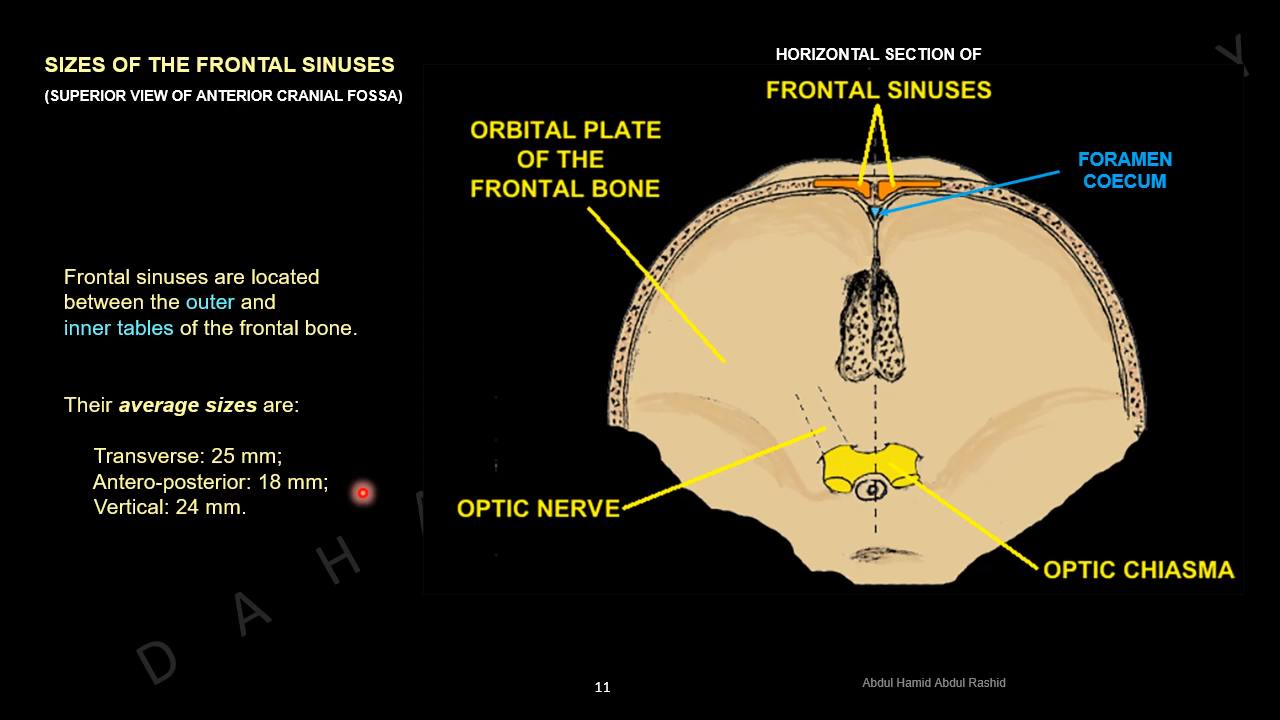 SIZES OF THE FRONTAL SINUSES
(SUPERIOR VIEW OF ANTERIOR CRANIAL FOSSA)
HORIZONTAL SECTION OF
FRONTAL SINUSES
ORBITAL PLATE
OF THE
FRONTAL BONE
FORAMEN
COECUM
Frontal sinuses are located
between the outer and
inner tables of the frontal bone.
Their average sizes are:
Transverse: 25 mm;
Antero-posterior: 18 mm;
Vertical: 24 mm.
OPTIC NERVE
OPTIC CHIASMA
D A H
11
Abdul Hamid Abdul Rashid